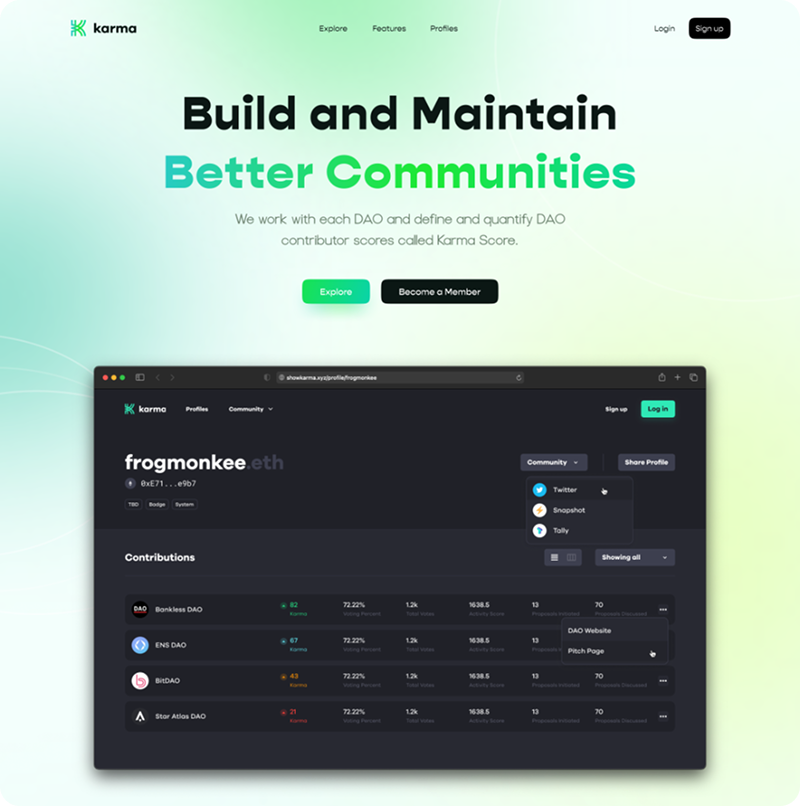 karma
Explore Features Profiles
Login Sign up
Build and Maintain
Better Communities
We work with each DAO and define and quantify DAO
contributor scores called Karma Score.
Explore Become a Member
showkarma.xyz/profile/frogmonkee
karma Profiles Community Sign up Log in
frogmonkee.eth Community Share Profile
0xE71...e9b7
TBD Badge System
Twitter
Snapshot
Tally
Contributions Showing all
DAO Bankless DAO 82 72.22% 1.2k 1638.5 13 70
Karma Voting Percent Total Votes Activity Score Proposals Initiated Proposals Discussed
DAO Website
Pitch Page
ENS DAO 67 72.22% 1.2k 1638.5 13
Karma Voting Percent Total Votes Activity Score
BitDAO 43 72.22% 1.2k 1638.5 13 70
Karma Voting Percent Total Votes Activity Score Proposals Initiated Proposals Discussed
Star Atlas DAO 21 72.22% 1.2k 1638.5 13 70
Karma Voting Percent Total Votes Activity Score Proposals Initiated Proposals Discussed